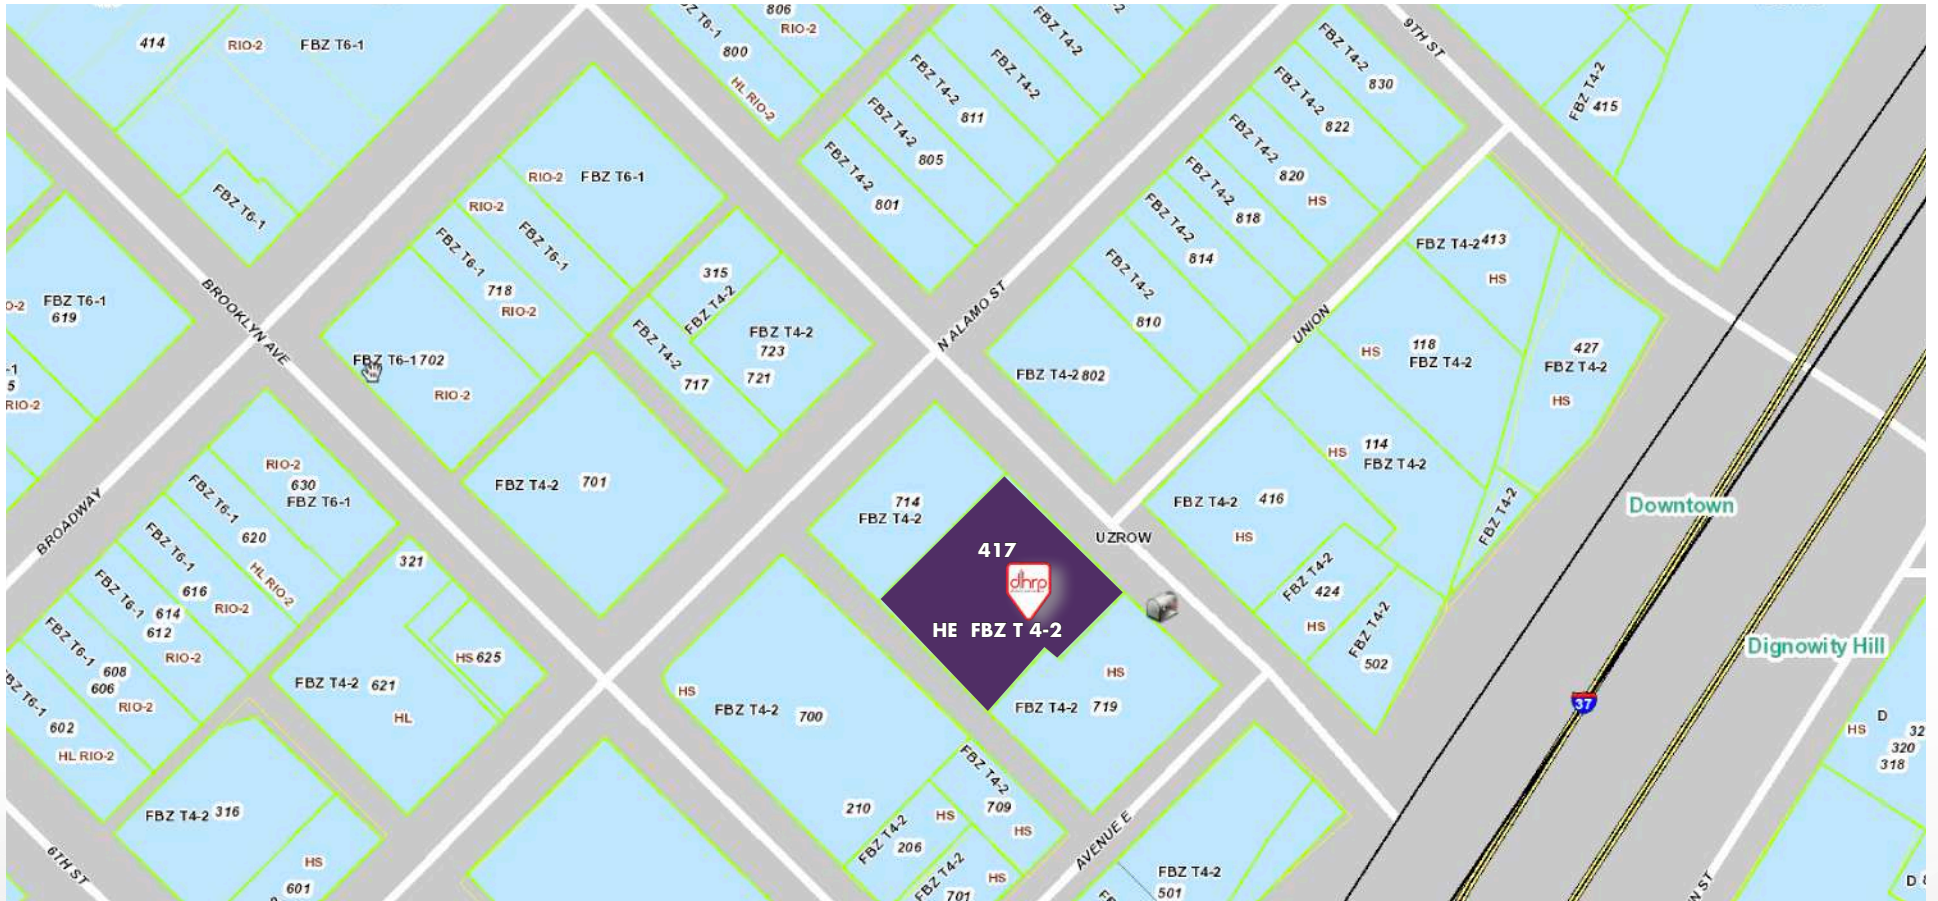 806
RIO-2
9TH ST
414
RIO-2
FBZ T6-1
800
HL RIO-2
FBZ T4-2
FBZ T4-2
FBZ T4-2
811
FBZ T4-2
805
FBZ T4-2
801
FBZ T4-2
830
FBZ T4-2
822
FBZ T4-2
820
HS
FBZ T4-2
818
FBZ T4-2
814
FBZ T4-2
810
FBZ T4-2 802
FBZ T4-2
415
FBZ T6-1
RIO-2
FBZ T6-1
RIO-2
FBZ T6-1
FBZ T6-1
718
RIO-2
FBZ T6-1 702
RIO-2
315
FBZ T4-2
FBZ T4-2
723
721
FBZ T4-2
717
FBZ T6-1
619
RIO-2
BROOKLYN AVE
N ALAMO ST
UNION
FBZ T4-2 413
HS
HS
118
FBZ T4-2
427
FBZ T4-2
HS
HS
114
FBZ T4-2
FBZ T4-2
416
HS
FBZ T4-2
FBZ T4-2
424
HS
FBZ T4-2
502
Downtown
Dignowity Hill
37
BROADWAY
RIO-2
630
FBZ T6-1
FBZ T6-1
620
HL RIO-2
FBZ T6-1
616
RIO-2
FBZ T6-1
614
612
RIO-2
FBZ T6-1
608
606
RIO-2
FBZ T6-1
602
HL RIO-2
FBZ T4-2
701
714
FBZ T4-2
UZROW
417
dhrp
HE FBZ T 4-2
HS
FBZ T4-2
719
321
HS 625
FBZ T4-2
621
HL
HS
FBZ T4-2
700
FBZ T4-2
316
HS
601
6TH ST
210
FBZ T4-2
206
HS
FBZ T4-2
709
HS
FBZ T4-2
701
HS
AVENUE E
FBZ T4-2
501
D
HS
320
318
D